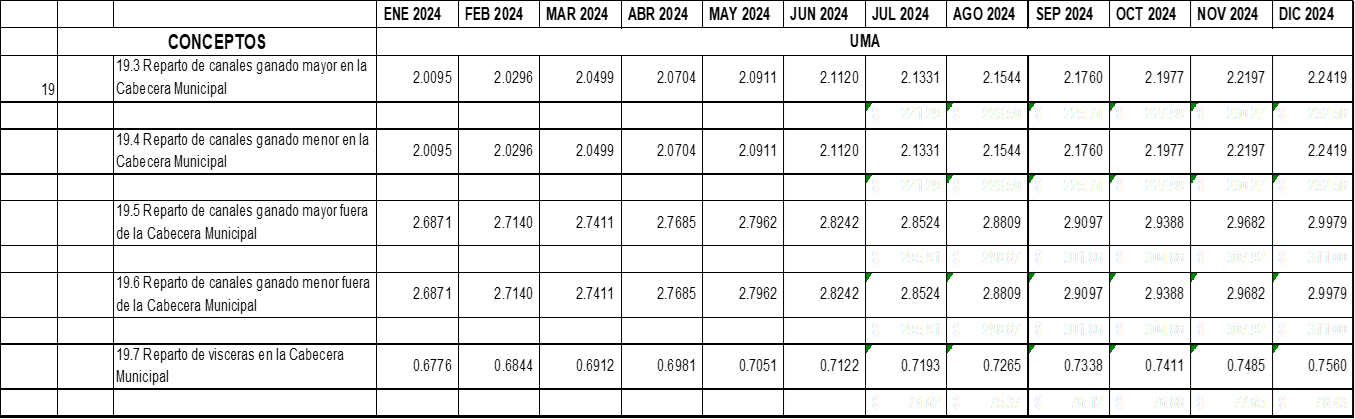 ENE 2024 FEB 2024 MAR 2024 ABR 2024 MAY 2024 JUN 2024 JUL 2024 AGO 2024 SEP 2024 OCT 2024 NOV 2024 DIC 2024
CONCEPTOS UMA
19 19.3 Reparto de canales ganado mayor en la
Cabecera Municipal 2.0095 2.0296 2.0499 2.0704 2.0911 2.1120 2.1331 2.1544 2.1760 2.1977 2.2197 2.2419
19.4 Reparto de canales ganado menor en la
Cabecera Municipal 2.0095 2.0296 2.0499 2.0704 2.0911 2.1120 2.1331 2.1544 2.1760 2.1977 2.2197 2.2419
19.5 Reparto de canales ganado mayor fuera
de la Cabecera Municipal 2.6871 2.7140 2.7411 2.7685 2.7962 2.8242 2.8524 2.8809 2.9097 2.9388 2.9682 2.9979
19.6 Reparto de canales ganado menor fuera
de la Cabecera Municipal 2.6871 2.7140 2.7411 2.7685 2.7962 2.8242 2.8524 2.8809 2.9097 2.9388 2.9682 2.9979
19.7 Reparto de visceras en la Cabecera
Municipal 0.6776 0.6844 0.6912 0.6981 0.7051 0.7122 0.7193 0.7265 0.7338 0.7411 0.7485 0.7560